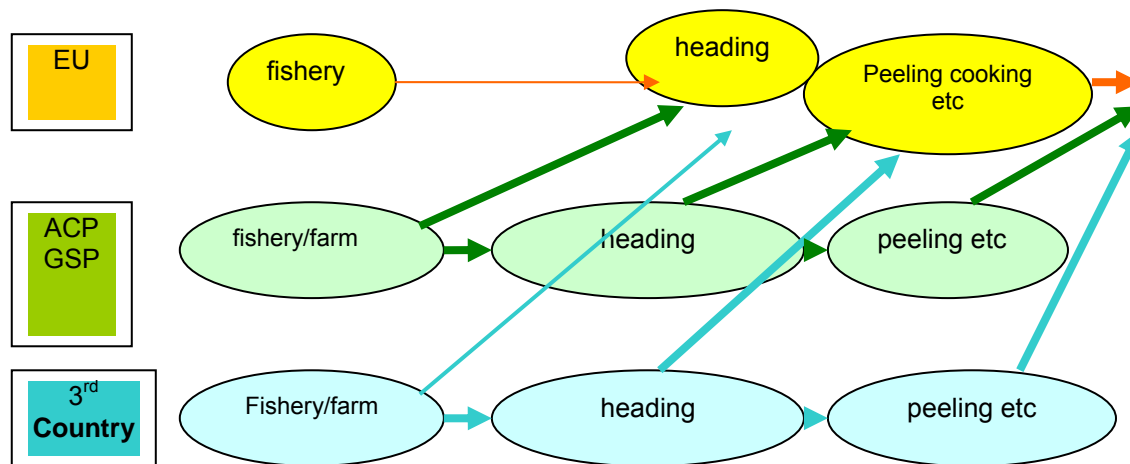 EU
fishery
heading
Peeling cooking
etc
ACP
GSP
fishery/farm
heading
peeling etc
3rd
Country
Fishery/farm
heading
peeling etc